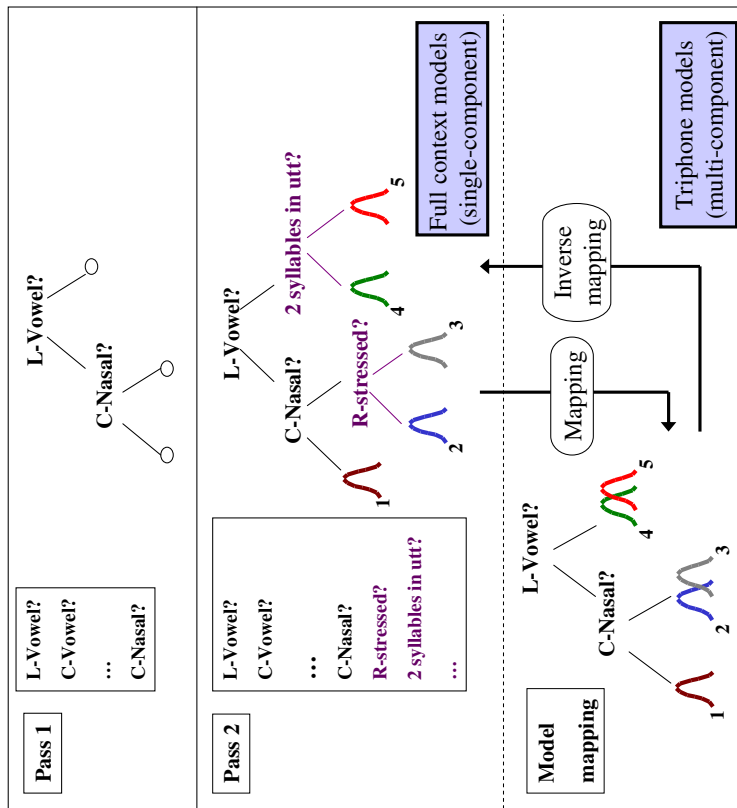 Pass 1
L-Vowel?
C-Vowel?
…
C-Nasal?
L-Vowel?
C-Nasal?
Pass 2
L-Vowel?
C-Vowel?
…
C-Nasal?
R-stressed?
2 syllables in utt?
…
L-Vowel?
C-Nasal?
2 syllables in utt?
R-stressed?
1
2
3
4
5
Full context models
(single-component)
Mapping
Inverse
mapping
Model
mapping
L-Vowel?
C-Nasal?
1
2
3
4
5
Triphone models
(multi-component)